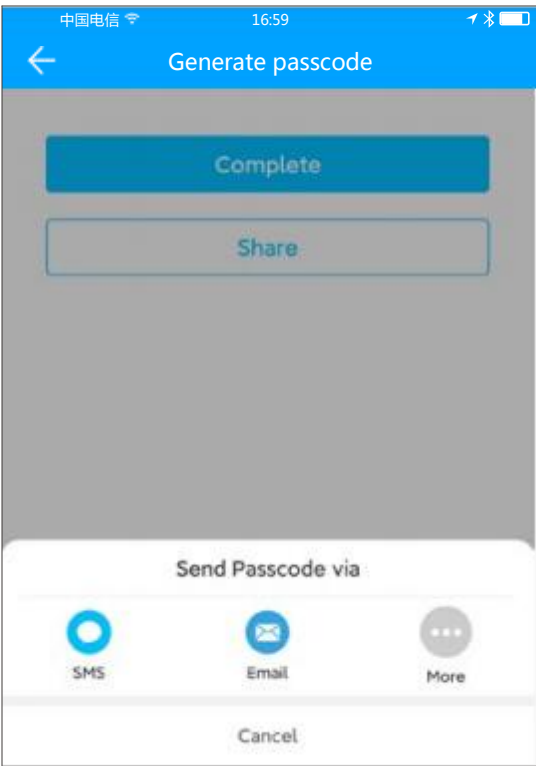 中国电信 16:59
Generate passcode
Complete
Share
Send Passcode via
SMS Email More
Cancel